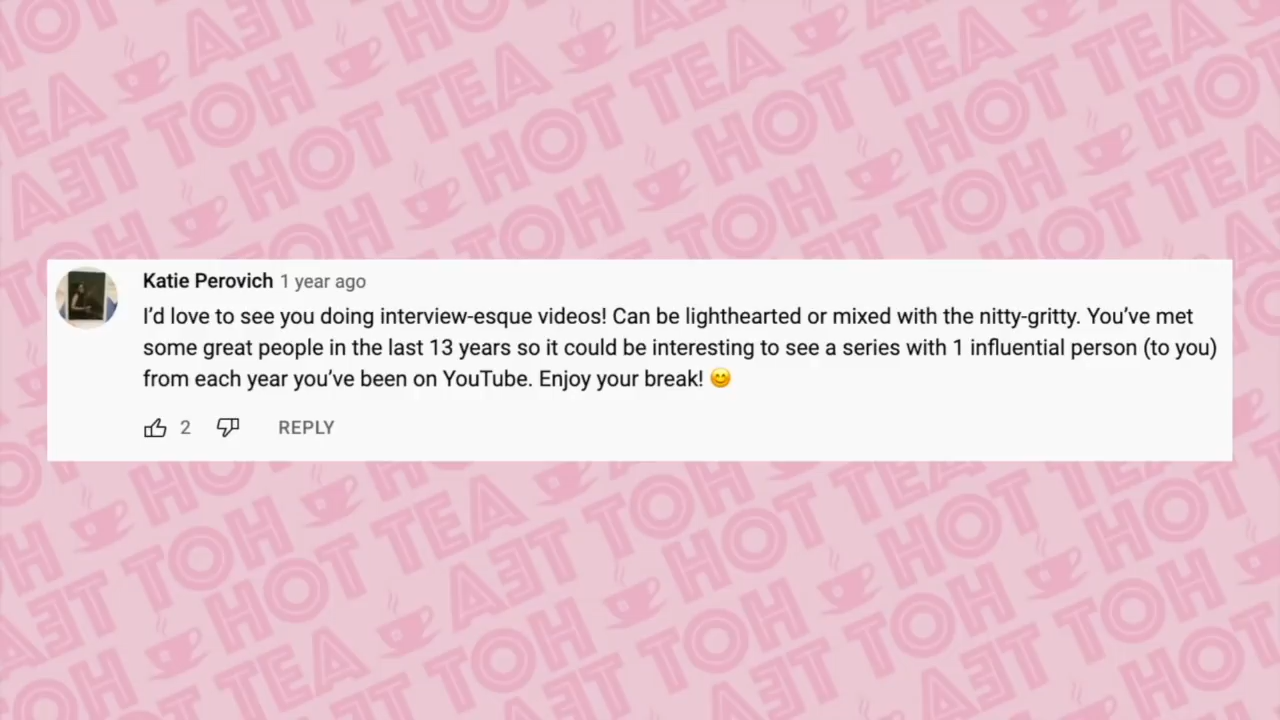 Katie Perovich 1 year ago
I’d love to see you doing interview-esque videos! Can be lighthearted or mixed with the nitty-gritty. You’ve met
some great people in the last 13 years so it could be interesting to see a series with 1 influential person (to you)
from each year you’ve been on YouTube. Enjoy your break! 😊
2 REPLY
HOT TEA